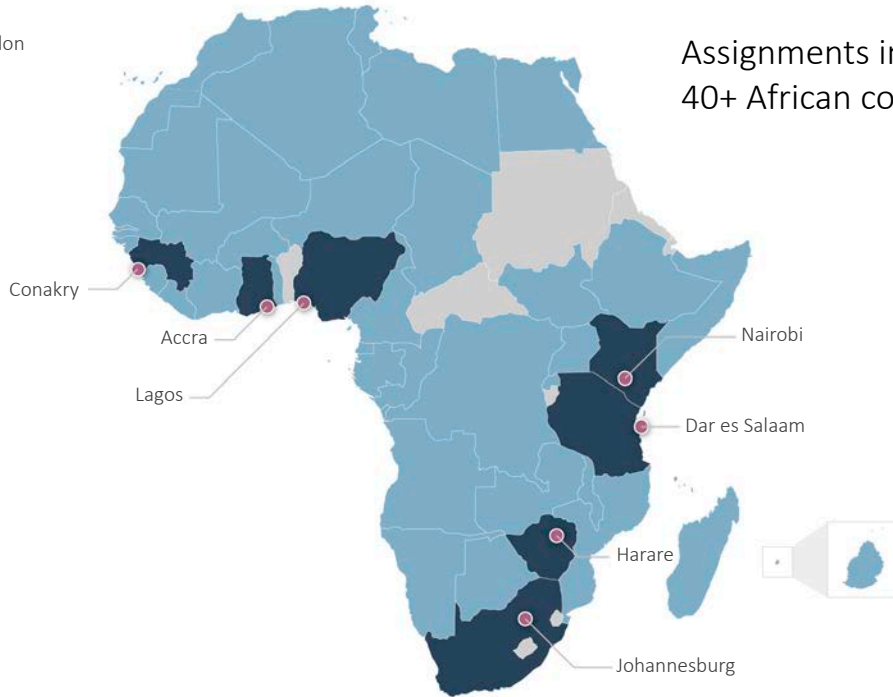 Assignments in
40+ African co
Conakry
Accra
Lagos
Nairobi
Dar es Salaam
Harare
Johannesburg